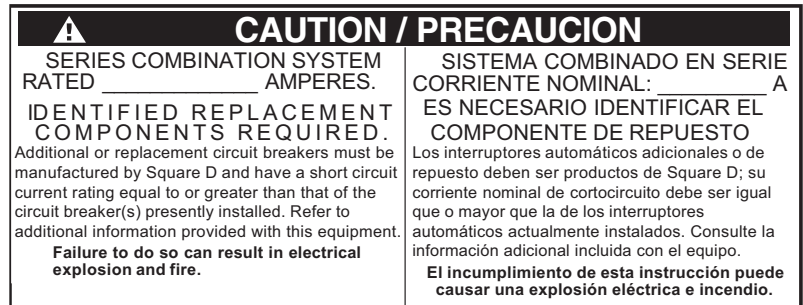 CAUTION / PRECAUCION
SERIES COMBINATION SYSTEM
RATED ______________ AMPERES.
IDENTIFIED REPLACEMENT
COMPONENTS REQUIRED.
Additional or replacement circuit breakers must be
manufactured by Square D and have a short circuit
current rating equal to or greater than that of the
circuit breaker(s) presently installed. Refer to
additional information provided with this equipment.
Failure to do so can result in electrical
explosion and fire.
SISTEMA COMBINADO EN SERIE
CORRIENTE NOMINAL: __________ A
ES NECESARIO IDENTIFICAR EL
COMPONENTE DE REPUESTO
Los interruptores automáticos adicionales o de
repuesto deben ser productos de Square D; su
corriente nominal de cortocircuito debe ser igual
que o mayor que la de los interruptores
automáticos actualmente instalados. Consulte la
información adicional incluida con el equipo.
El incumplimiento de esta instrucción puede
causar una explosión eléctrica e incendio.